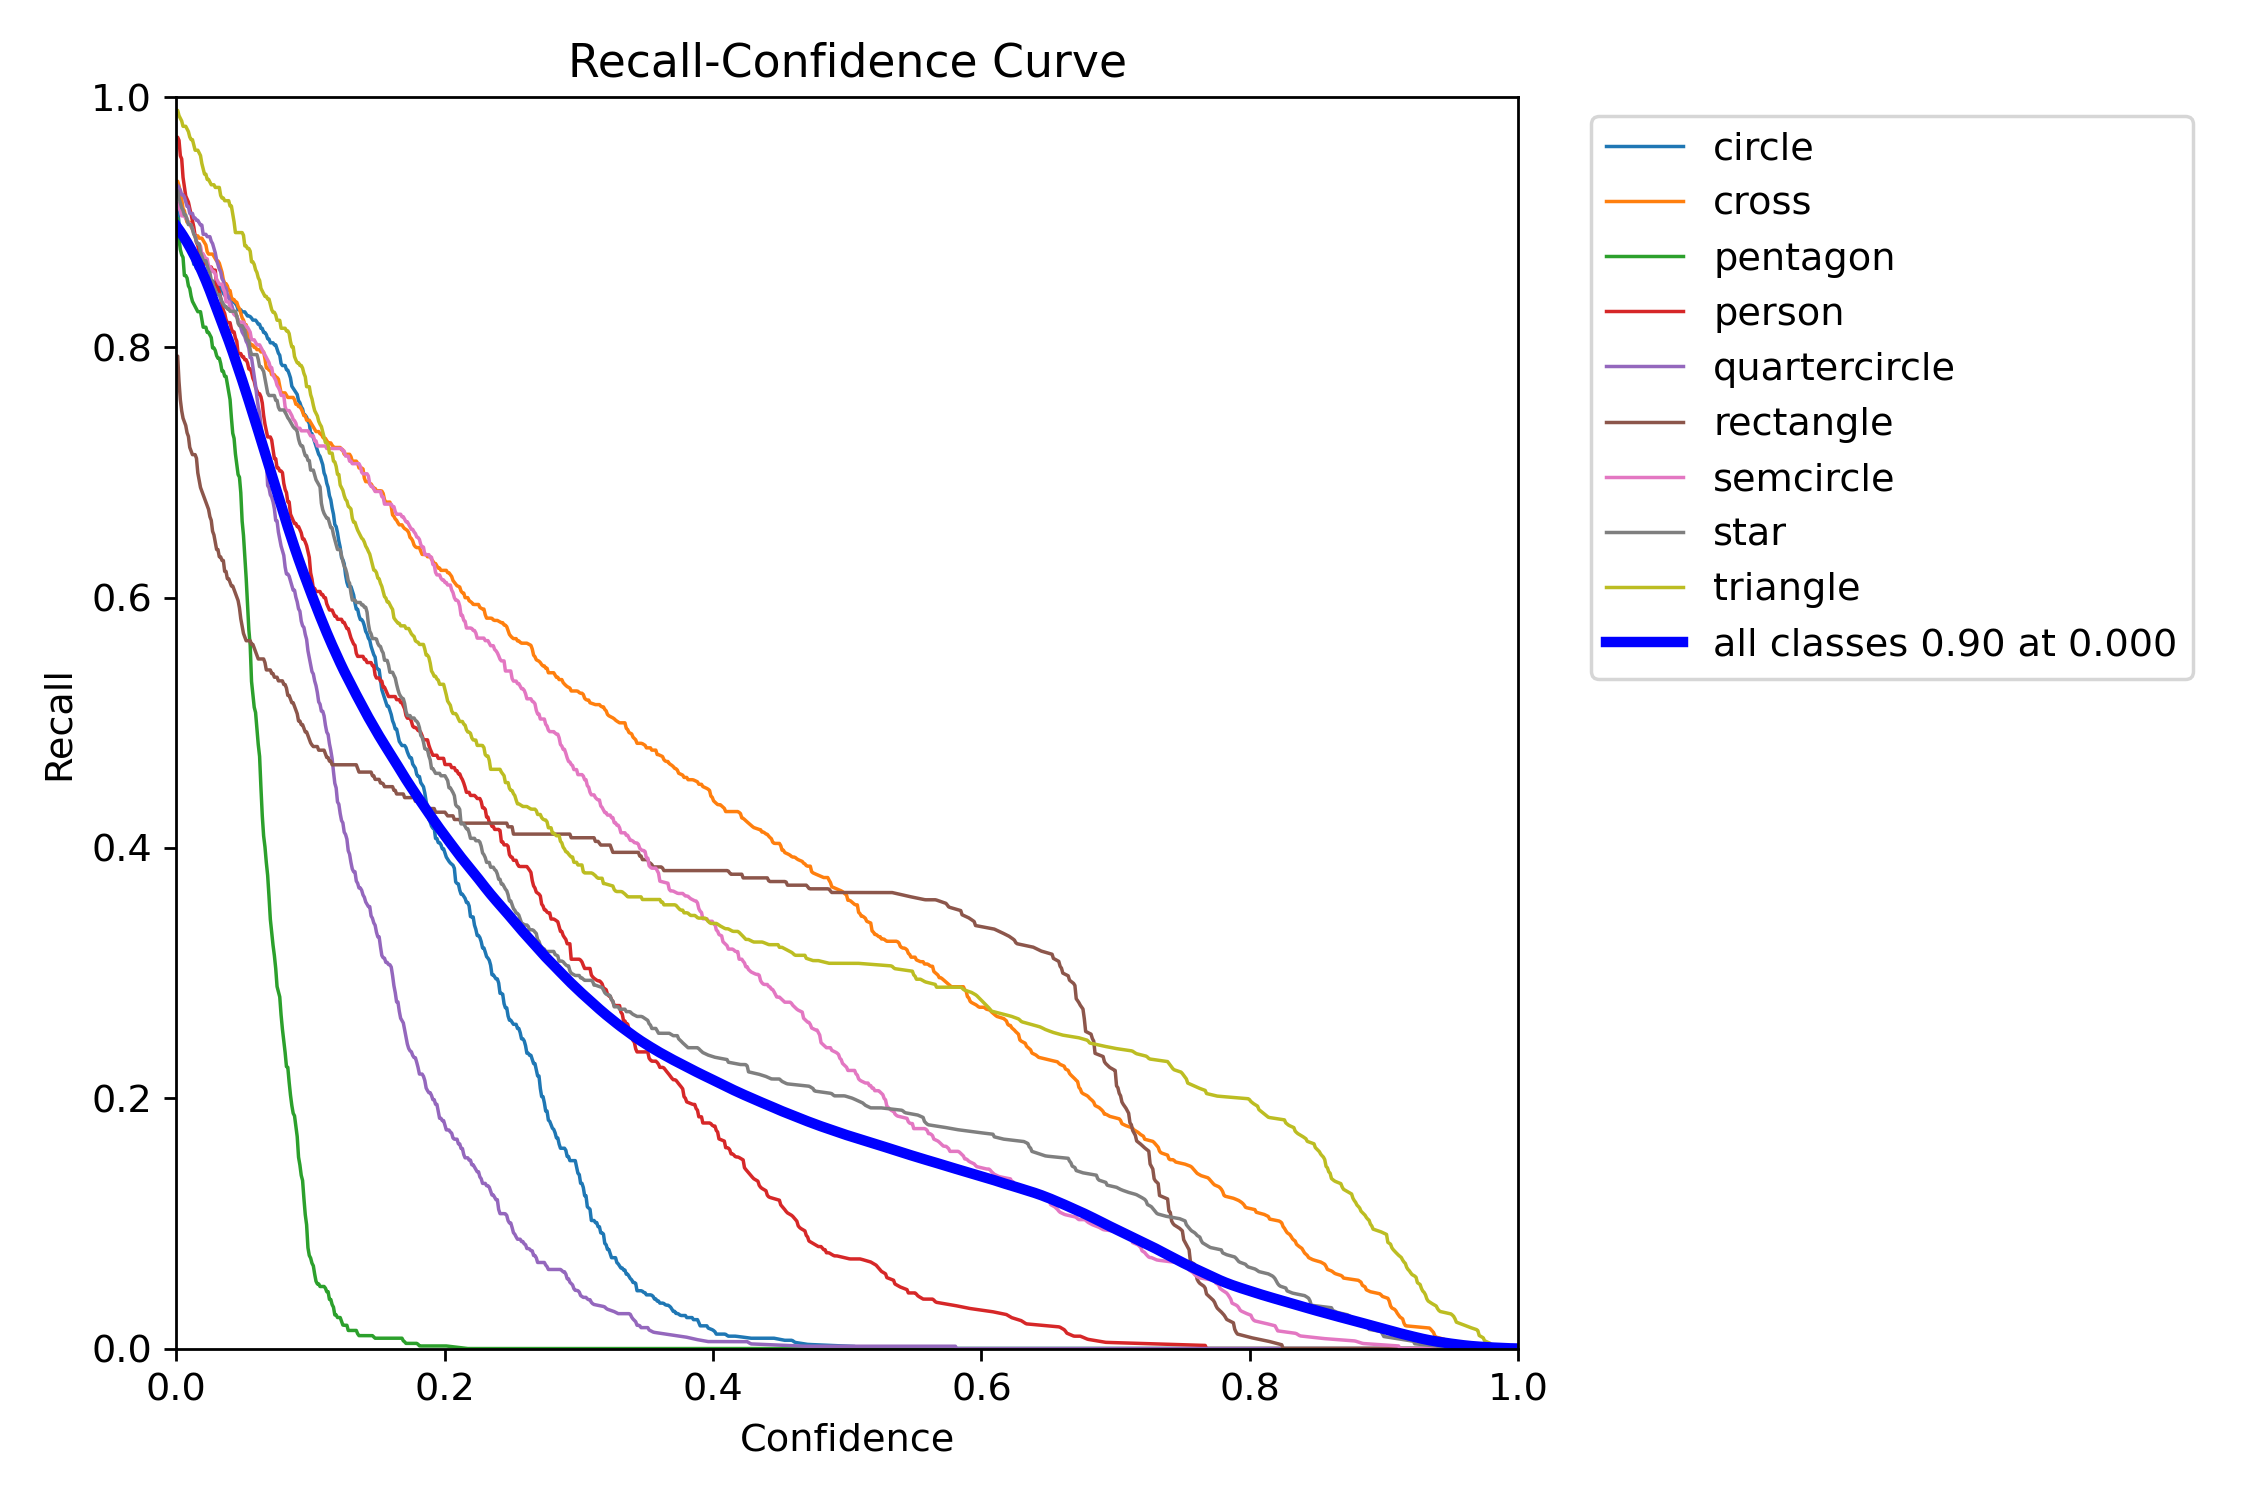 Recall-Confidence Curve
1.0
0.8
0.6
0.4
0.2
0.0
Recall
0.0 0.2 0.4 0.6 0.8 1.0
Confidence
circle
cross
pentagon
person
quartercircle
rectangle
semcircle
star
triangle
all classes 0.90 at 0.000